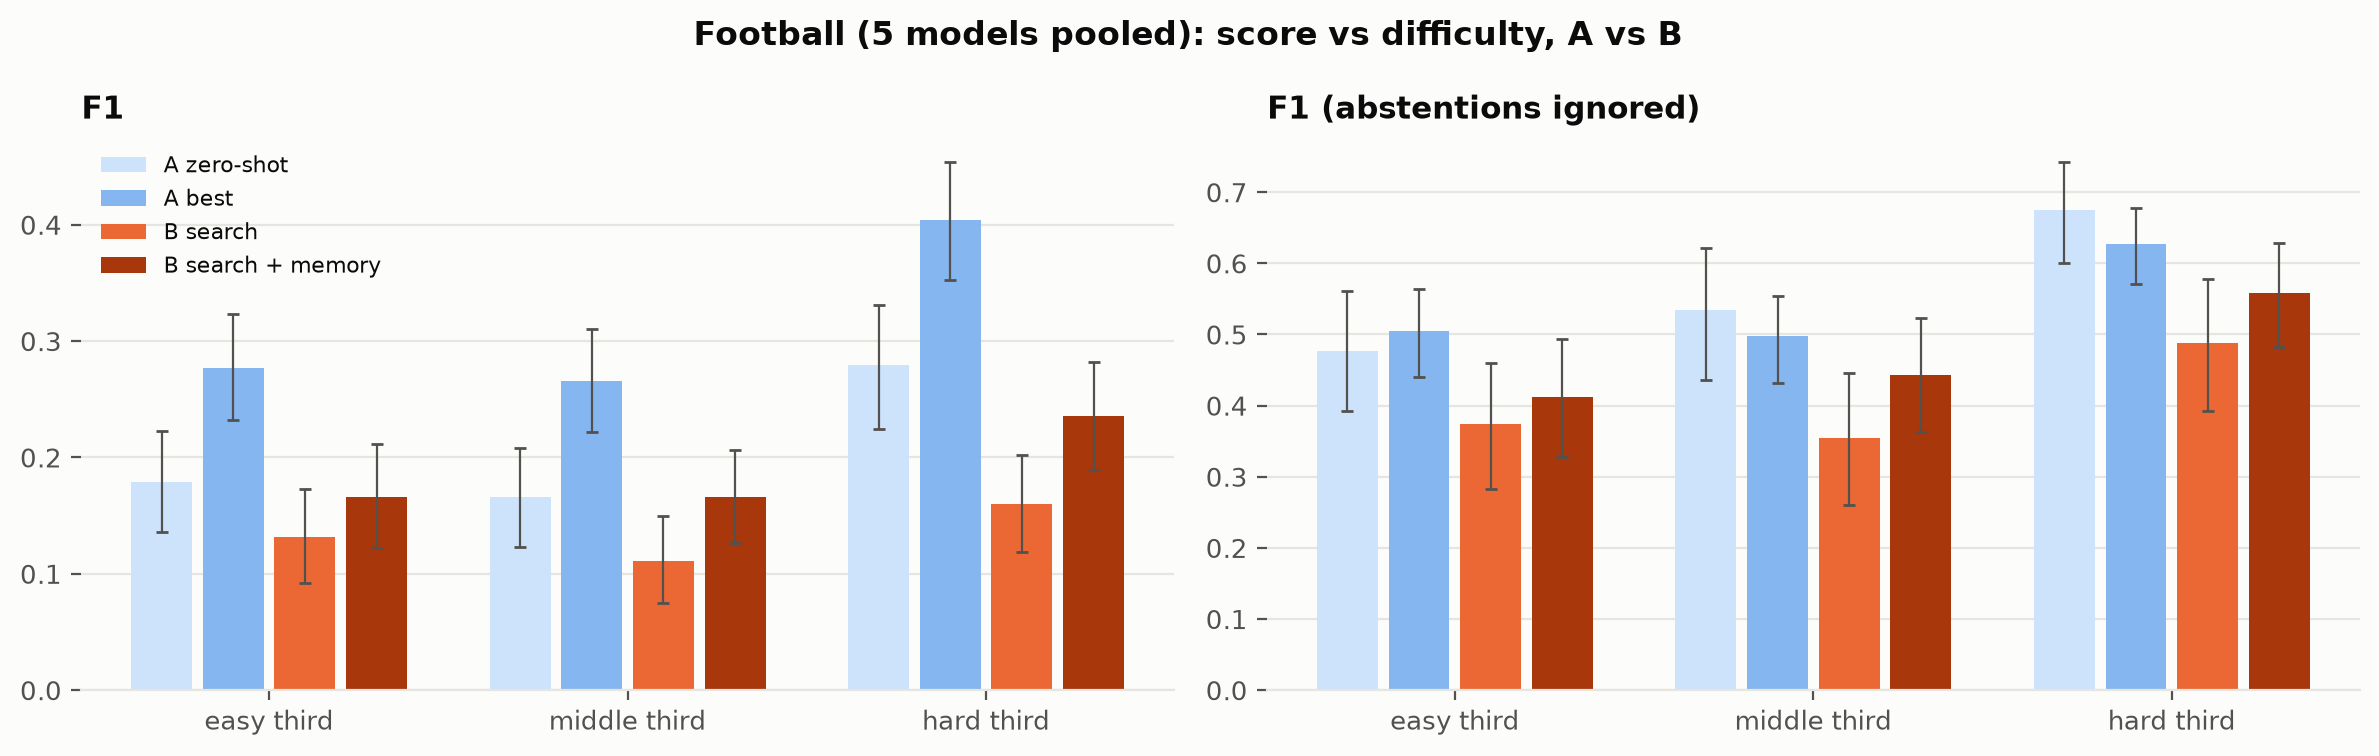 Football (5 models pooled): score vs difficulty, A vs B
F1
A zero-shot
A best
B search
B search + memory
0.4
0.3
0.2
0.1
0.0
easy third
middle third
hard third
F1 (abstentions ignored)
0.7
0.6
0.5
0.4
0.3
0.2
0.1
0.0
easy third
middle third
hard third